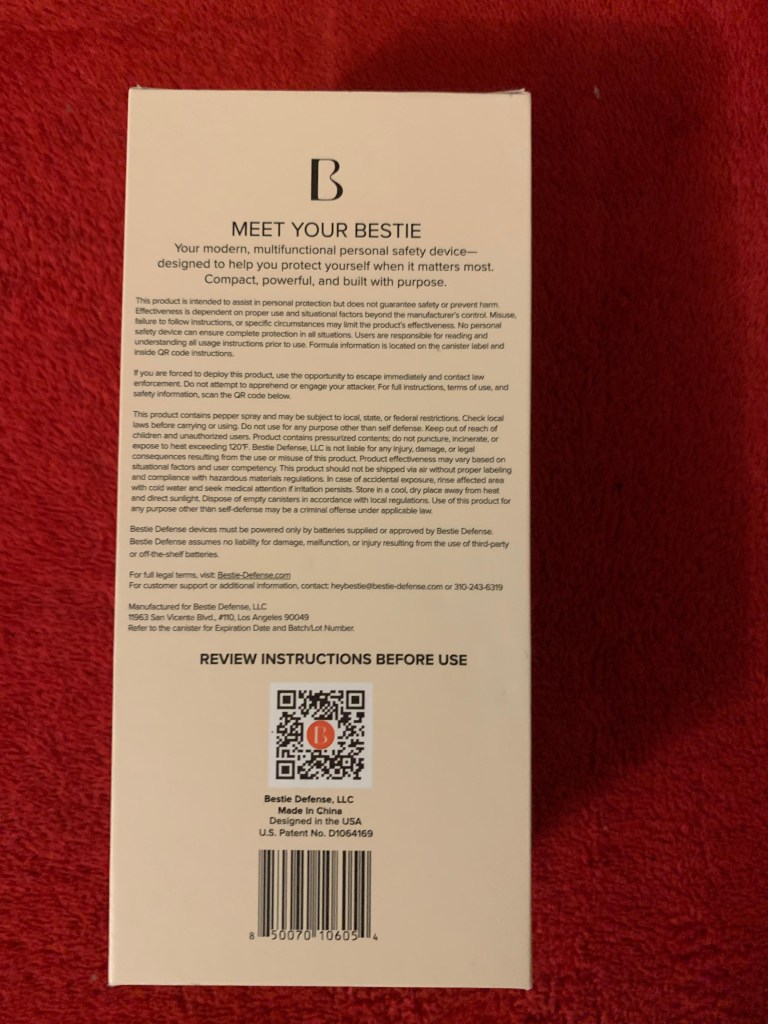 B
MEET YOUR BESTIE
Your modern, multifunctional personal safety device—
designed to help you protect yourself when it matters most.
Compact, powerful, and built with purpose.
This product is intended to assist in personal protection but does not guarantee safety or prevent harm.
Effectiveness is dependent on proper use and situational factors beyond the manufacturer's control. Misuse,
failure to follow instructions, or specific circumstances may limit the product's effectiveness. No personal
safety device can ensure complete protection in all situations. Users are responsible for reading and
understanding all usage instructions prior to use. Formula information is located on the canister label and
inside QR code instructions.
If you are forced to deploy this product, use the opportunity to escape immediately and contact law
enforcement. Do not attempt to apprehend or engage your attacker. For full instructions, terms of use, and
safety information, scan the QR code below.
This product contains pepper spray and may be subject to local, state, or federal restrictions. Check local
laws before carrying or using. Do not use for any purpose other than self defense. Keep out of reach of
children and unauthorized users. Product contains pressurized contents; do not puncture, incinerate, or
expose to heat exceeding 120°F. Bestie Defense, LLC is not liable for any injury, damage, or legal
consequences resulting from the use or misuse of this product. Product effectiveness may vary based on
situational factors and user competency. This product should not be shipped via air without proper labeling
and compliance with hazardous materials regulations. In case of accidental exposure, rinse affected area
with cold water and seek medical attention if irritation persists. Store in a cool, dry place away from heat
and direct sunlight. Dispose of empty canisters in accordance with local regulations. Use of this product for
any purpose other than self-defense may be a criminal offense under applicable law.
Bestie Defense devices must be powered only by batteries supplied or approved by Bestie Defense.
Bestie Defense assumes no liability for damage, malfunction, or injury resulting from the use of third-party
or off-the-shelf batteries.
For full legal terms, visit: Bestie-Defense.com
For customer support or additional information, contact: heybestie@bestie-defense.com or 310-243-6319
Manufactured for Bestie Defense, LLC
11963 San Vicente Blvd., #110, Los Angeles 90049
Refer to the canister for Expiration Date and Batch/Lot Number.
REVIEW INSTRUCTIONS BEFORE USE
B
Bestie Defense, LLC
Made In China
Designed in the USA
U.S. Patent No. D1064169
8 50070 10605 4